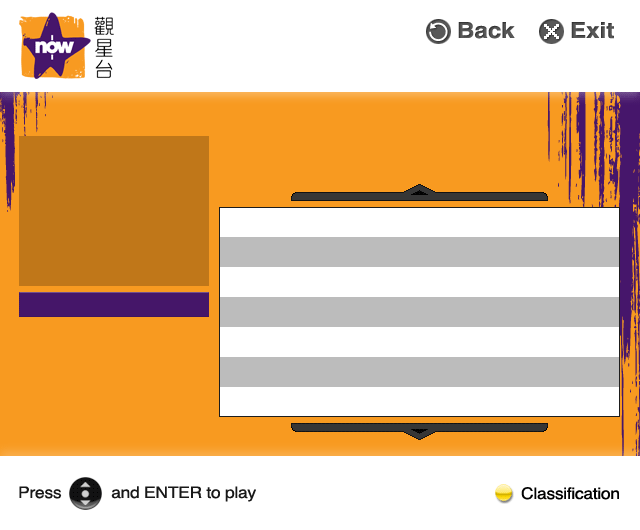 now
觀星台
Back
Exit
Press and ENTER to play
Classification